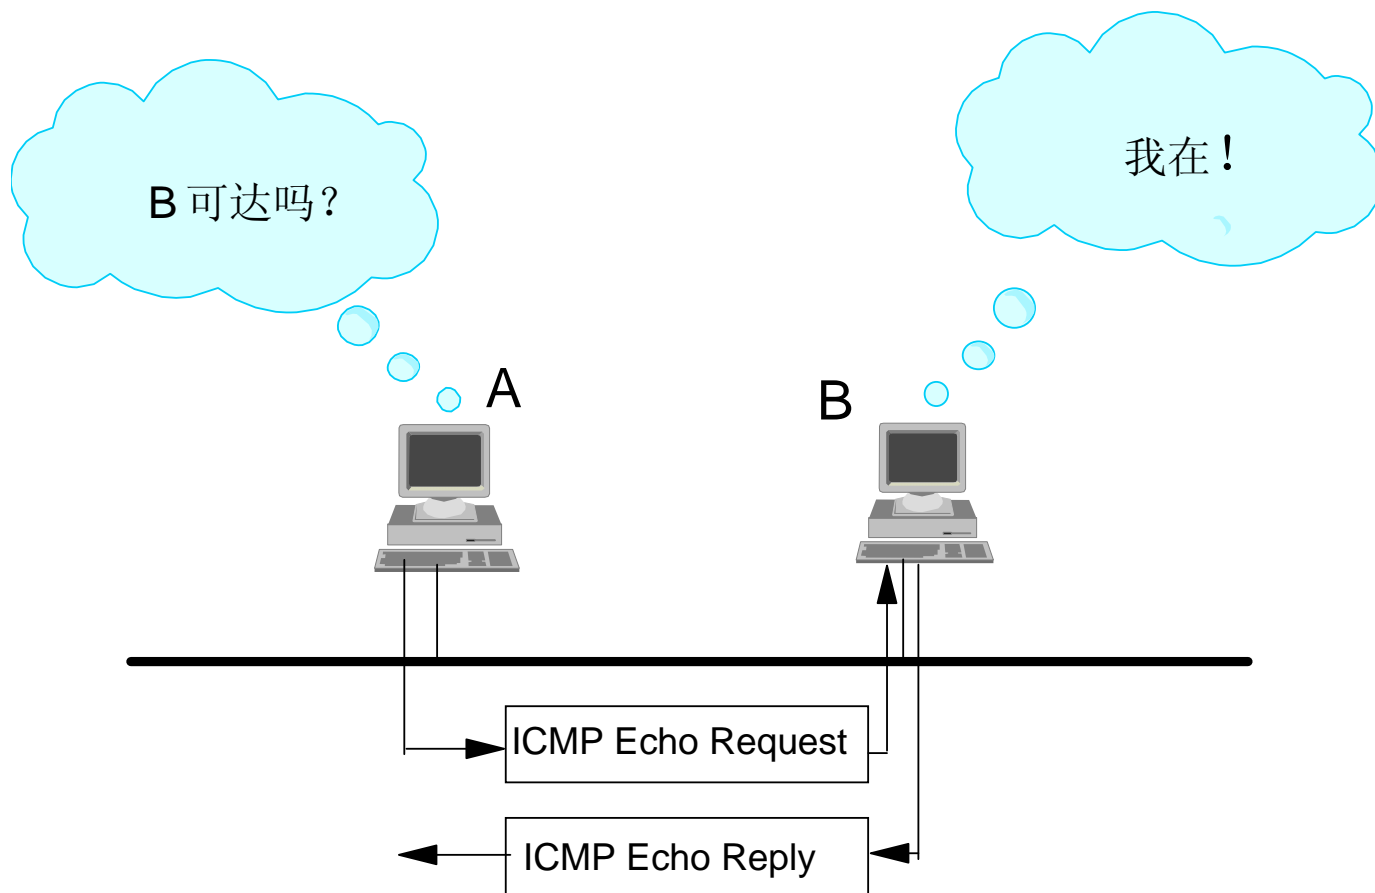 B 可达吗？
我在！
A
B
ICMP Echo Request
ICMP Echo Reply